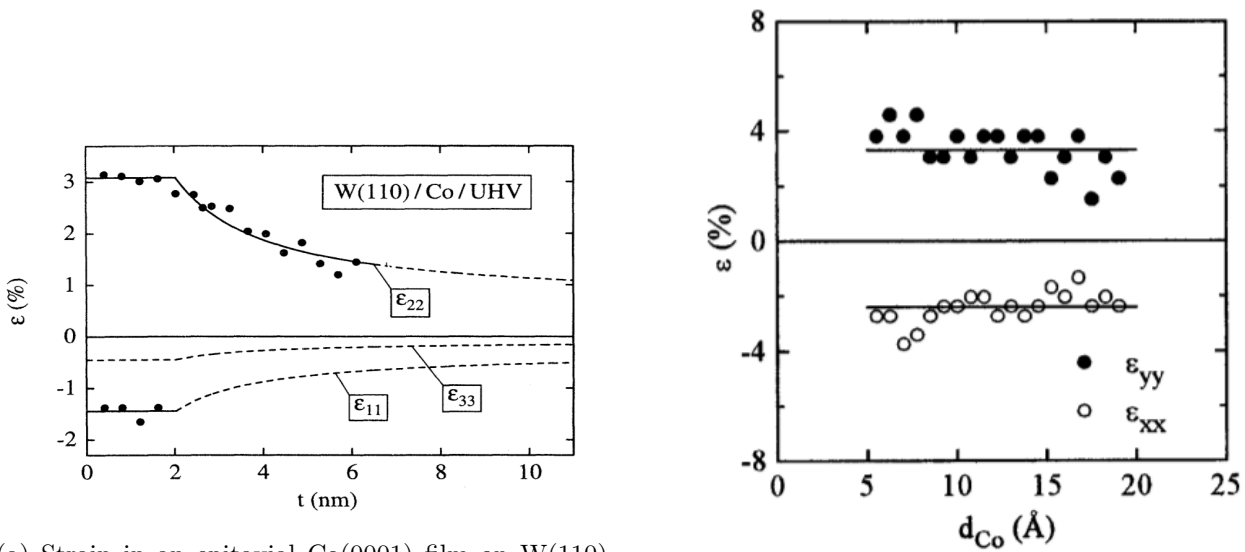 3
2
1
0
-1
-2
ε (%)
W(110) / Co / UHV
ε22
ε33
ε11
0 2 4 6 8 10
t (nm)
(a) Strain in an epitaxial Co(0001) film on W(110)
8
4
0
-4
-8
ε (%)
εyy
εxx
0 5 10 15 20 25
dCo (Å)